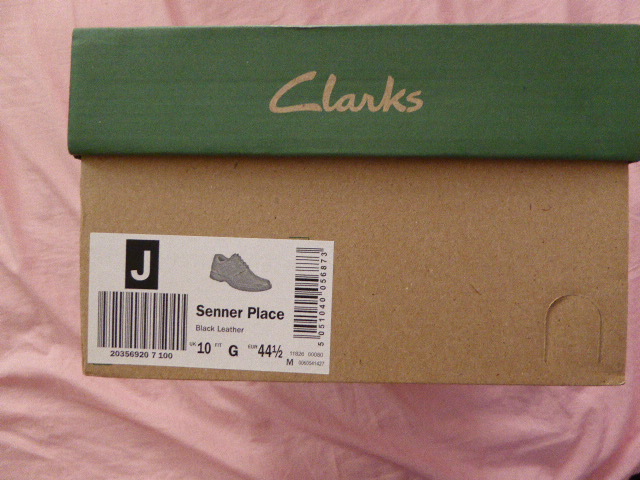 Clarks
J
Senner Place
Black Leather
UK 10 FIT G EUR 44½
20356920 7 100
5 051040 056873
M